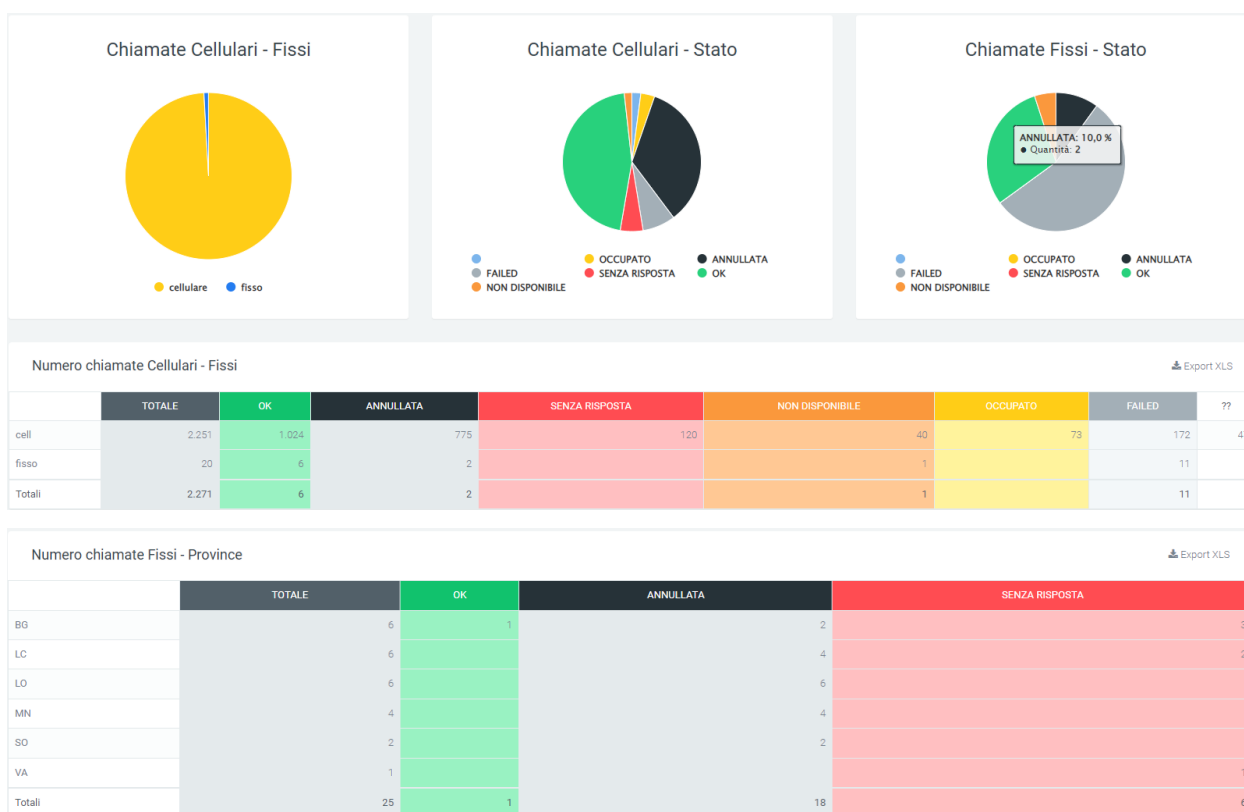 Chiamate Cellulari - Fissi
cellulare fisso
Chiamate Cellulari - Stato
OCCUPATO ANNULLATA
FAILED SENZA RISPOSTA OK
NON DISPONIBILE
Chiamate Fissi - Stato
ANNULLATA: 10,0 %
● Quantità: 2
OCCUPATO ANNULLATA
FAILED SENZA RISPOSTA OK
NON DISPONIBILE
Numero chiamate Cellulari - Fissi Export XLS
TOTALE OK ANNULLATA SENZA RISPOSTA NON DISPONIBILE OCCUPATO FAILED ??
cell 2.251 1.024 775 120 40 73 172
fisso 20 6 2 1 11
Totali 2.271 6 2 1 11
Numero chiamate Fissi - Province Export XLS
TOTALE OK ANNULLATA SENZA RISPOSTA
BG 6 1 2 3
LC 6 4 2
LO 6 6
MN 4 4
SO 2 2
VA 1 1
Totali 25 1 18 6